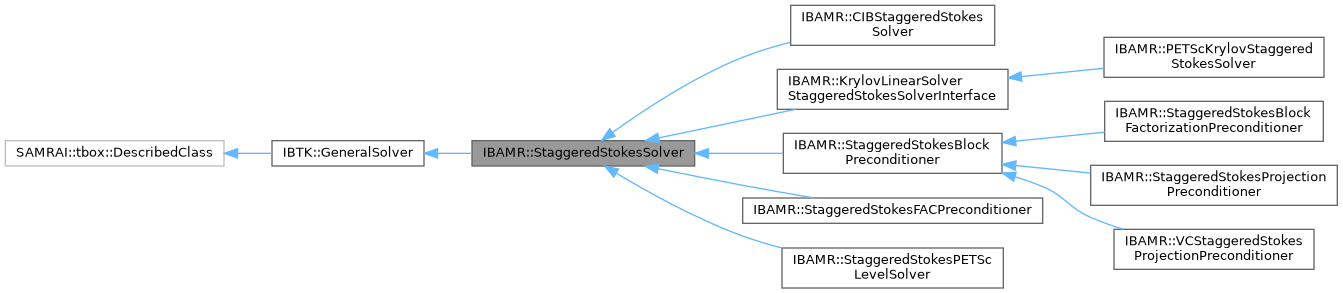 SAMRAI::tbox::DescribedClass
IBTK::GeneralSolver
IBAMR::StaggeredStokesSolver
IBAMR::CIBStaggeredStokes
Solver
IBAMR::KrylovLinearSolver
StaggeredStokesSolverInterface
IBAMR::StaggeredStokesBlock
Preconditioner
IBAMR::StaggeredStokesFACPreconditioner
IBAMR::StaggeredStokesPETSc
LevelSolver
IBAMR::PETScKrylovStaggered
StokesSolver
IBAMR::StaggeredStokesBlock
FactorizationPreconditioner
IBAMR::StaggeredStokesProjection
Preconditioner
IBAMR::VCStaggeredStokes
ProjectionPreconditioner